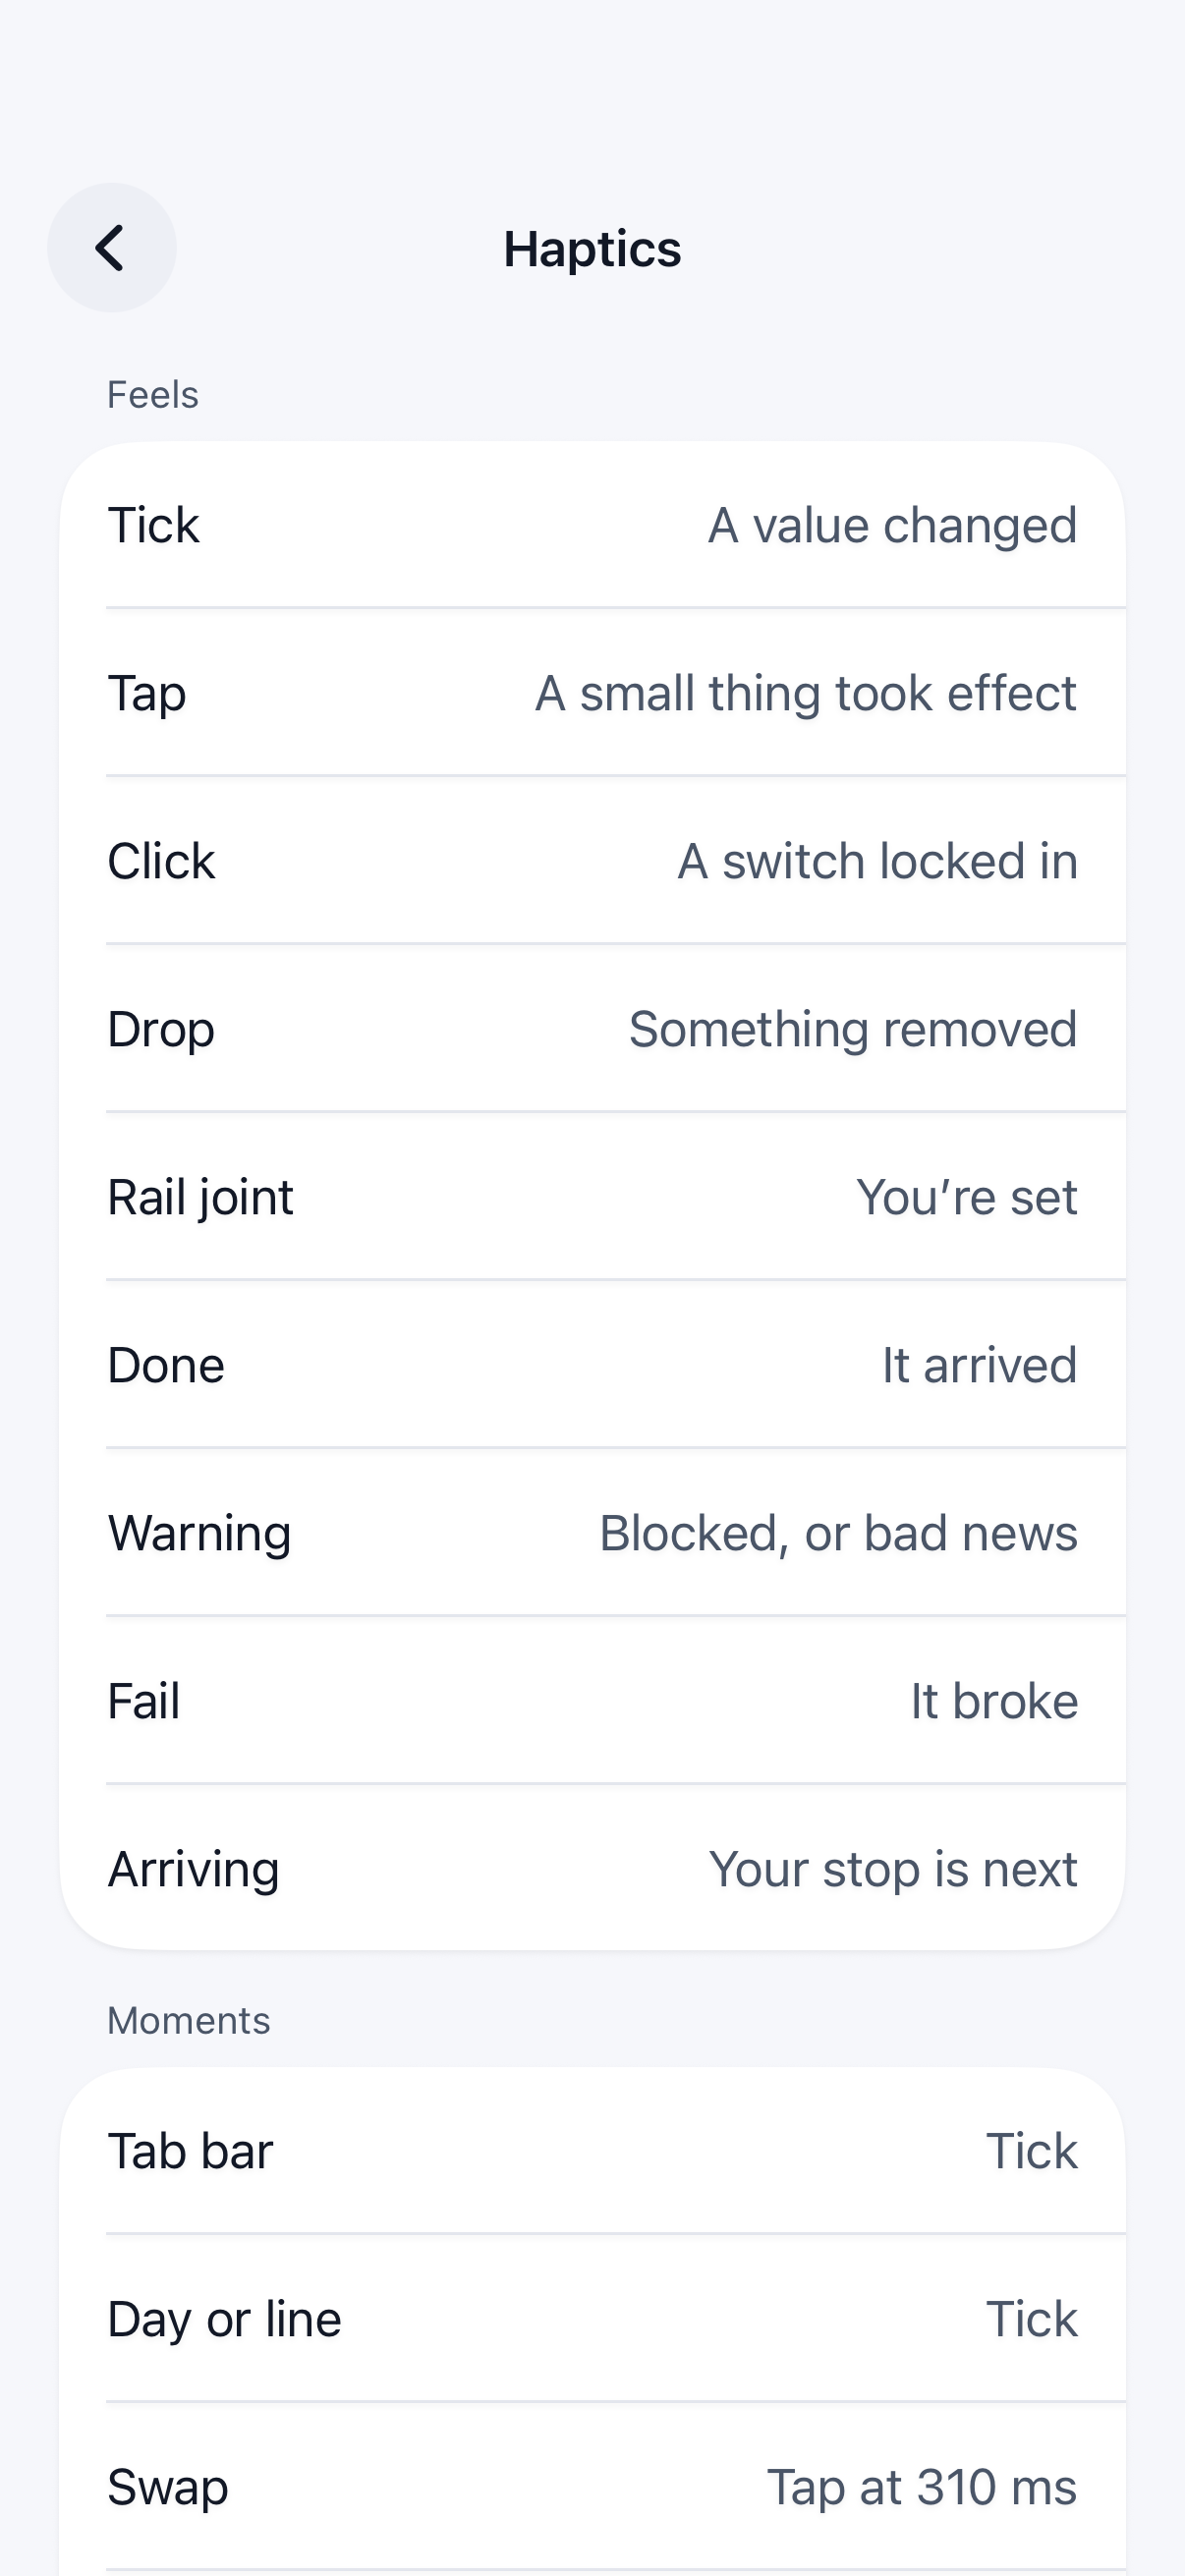 Haptics
Feels
Tick A value changed
Tap A small thing took effect
Click A switch locked in
Drop Something removed
Rail joint You’re set
Done It arrived
Warning Blocked, or bad news
Fail It broke
Arriving Your stop is next
Moments
Tab bar Tick
Day or line Tick
Swap Tap at 310 ms